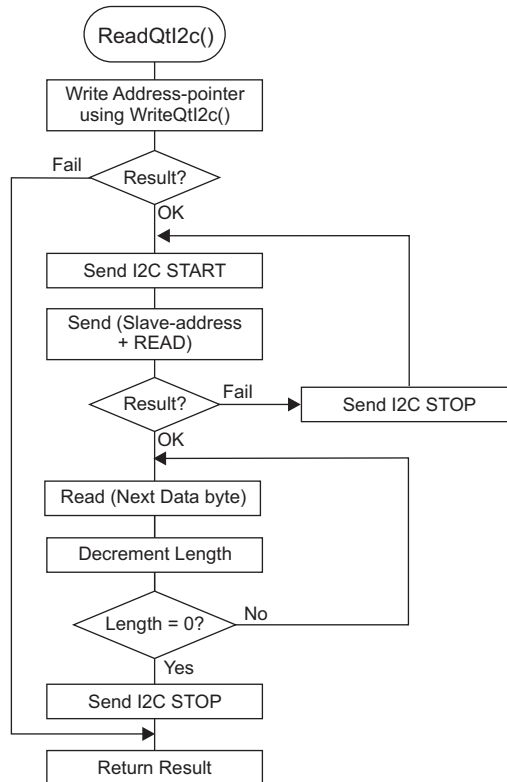 ReadQtI2c()
Write Address-pointer
using WriteQtI2c()
Fail
Result?
OK
Send I2C START
Send (Slave-address
+ READ)
Result?
Fail
Send I2C STOP
OK
Read (Next Data byte)
Decrement Length
Length = 0?
No
Yes
Send I2C STOP
Return Result